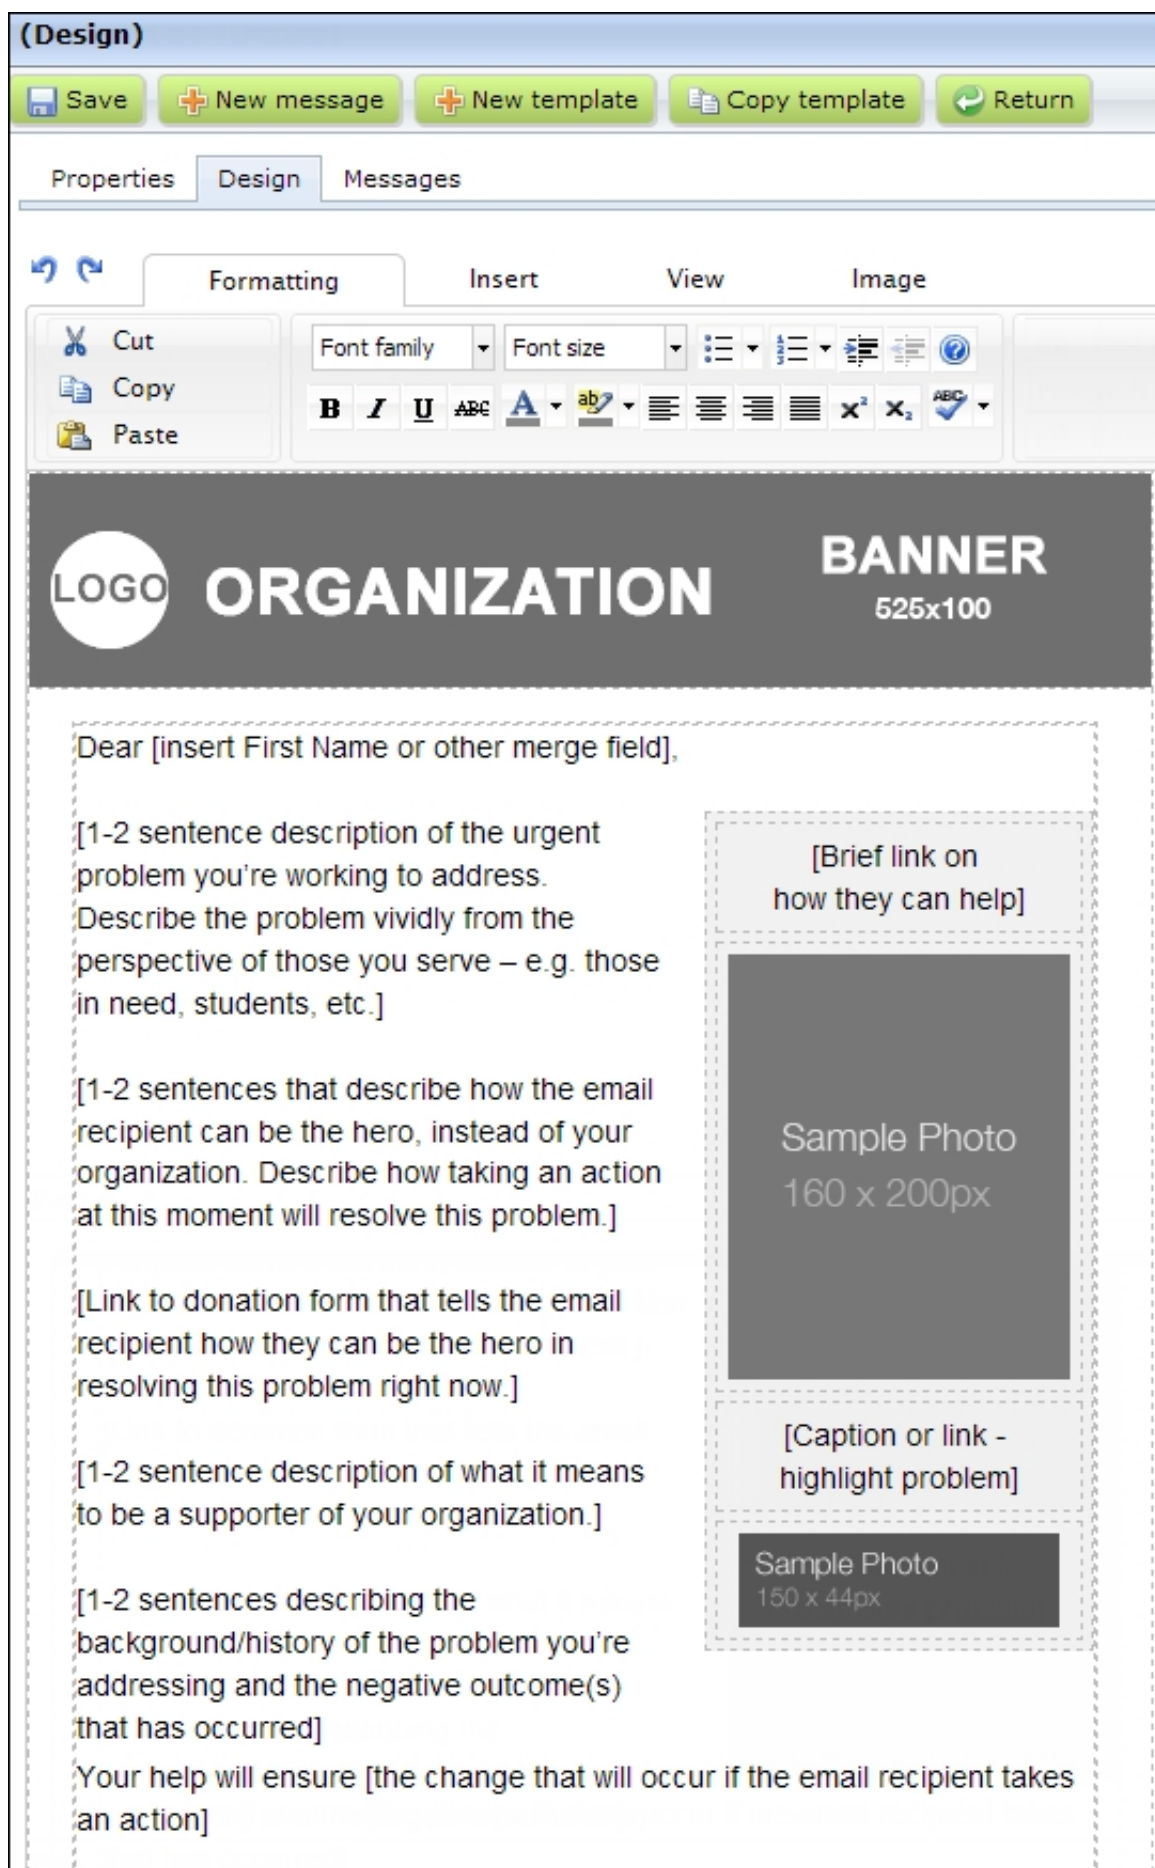 (Design)
Save New message New template Copy template Return
Properties Design Messages
Formatting Insert View Image
Cut
Copy
Paste
Font family Font size
B I U ABC A ab x² x₂ ABC
LOGO ORGANIZATION
BANNER
525x100
Dear [insert First Name or other merge field],
[1-2 sentence description of the urgent
problem you're working to address.
Describe the problem vividly from the
perspective of those you serve – e.g. those
in need, students, etc.]
[1-2 sentences that describe how the email
recipient can be the hero, instead of your
organization. Describe how taking an action
at this moment will resolve this problem.]
[Link to donation form that tells the email
recipient how they can be the hero in
resolving this problem right now.]
[1-2 sentence description of what it means
to be a supporter of your organization.]
[1-2 sentences describing the
background/history of the problem you're
addressing and the negative outcome(s)
that has occurred]
[Brief link on
how they can help]
Sample Photo
160 x 200px
[Caption or link -
highlight problem]
Sample Photo
150 x 44px
Your help will ensure [the change that will occur if the email recipient takes
an action]